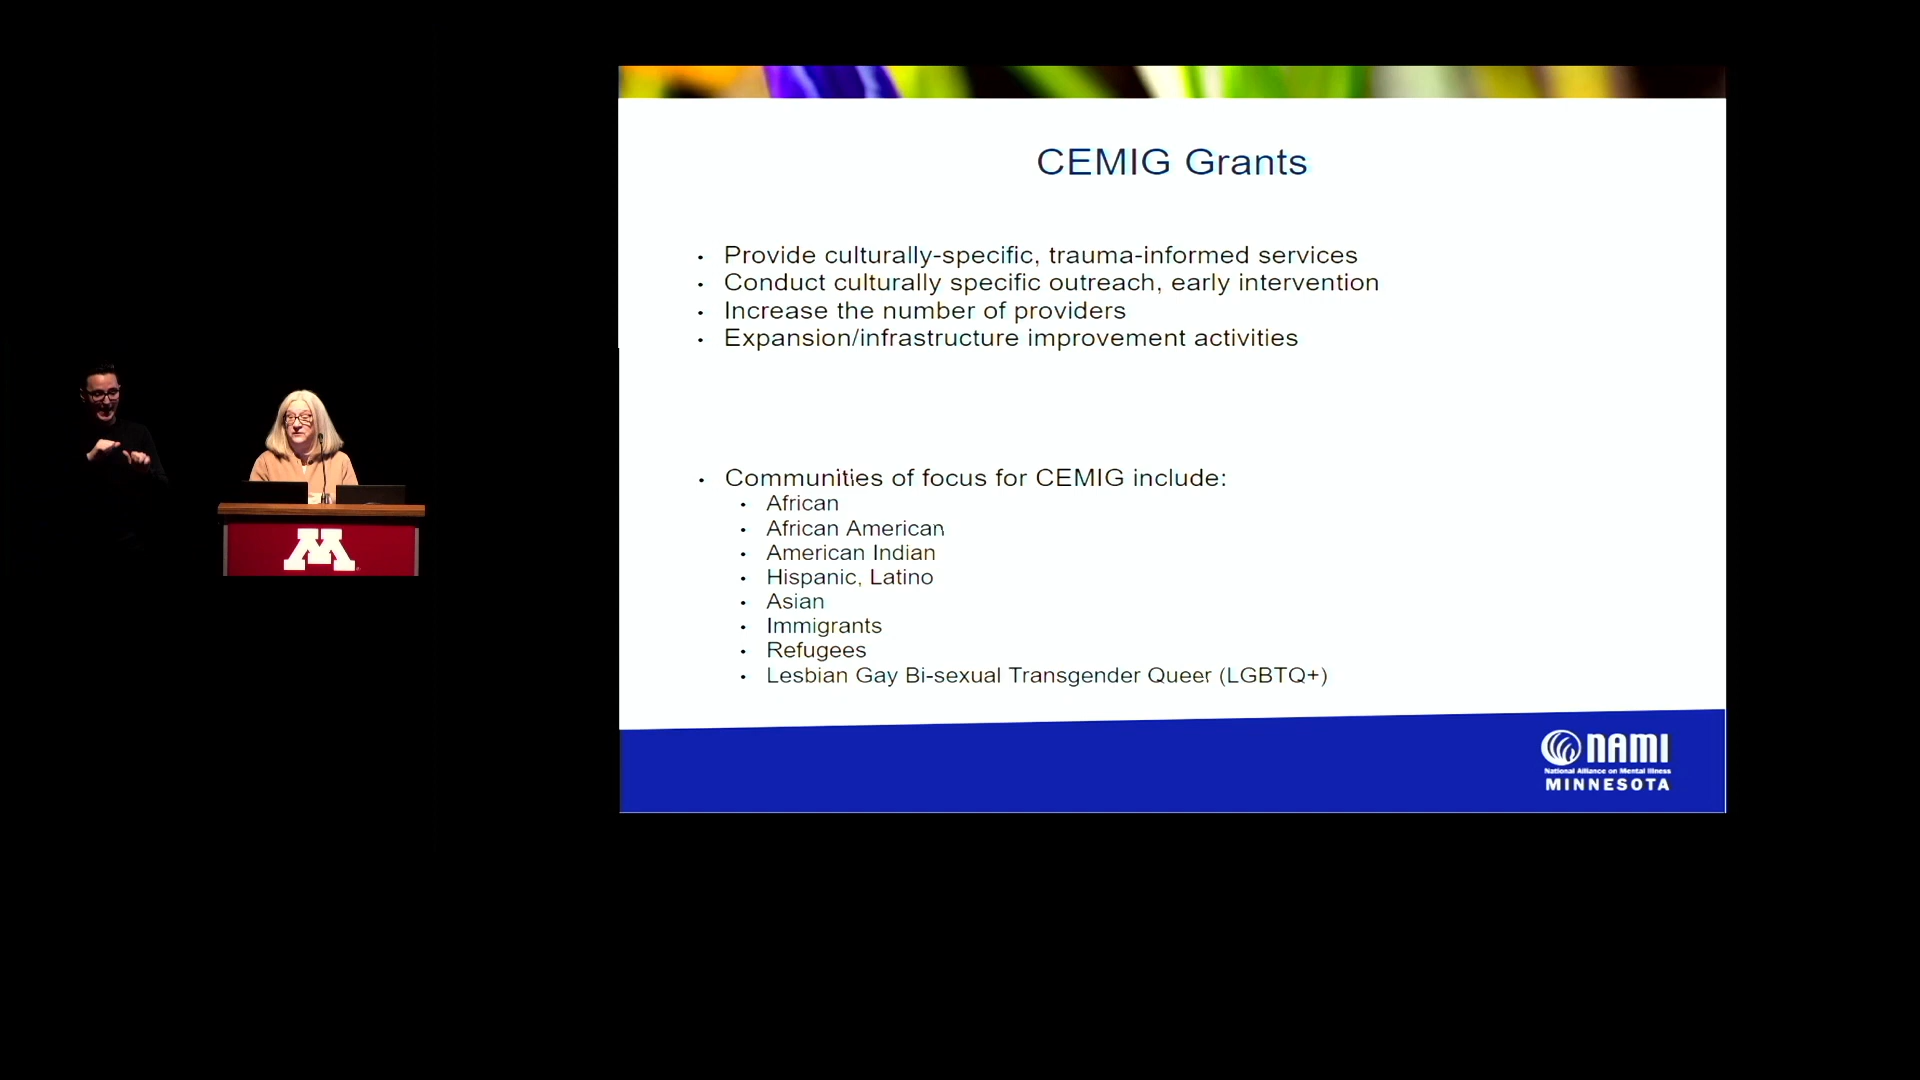 CEMIG Grants
• Provide culturally-specific, trauma-informed services
• Conduct culturally specific outreach, early intervention
• Increase the number of providers
• Expansion/infrastructure improvement activities
• Communities of focus for CEMIG include:
• African
• African American
• American Indian
• Hispanic, Latino
• Asian
• Immigrants
• Refugees
• Lesbian Gay Bi-sexual Transgender Queer (LGBTQ+)
M
nAMI
National Alliance on Mental Illness
MINNESOTA